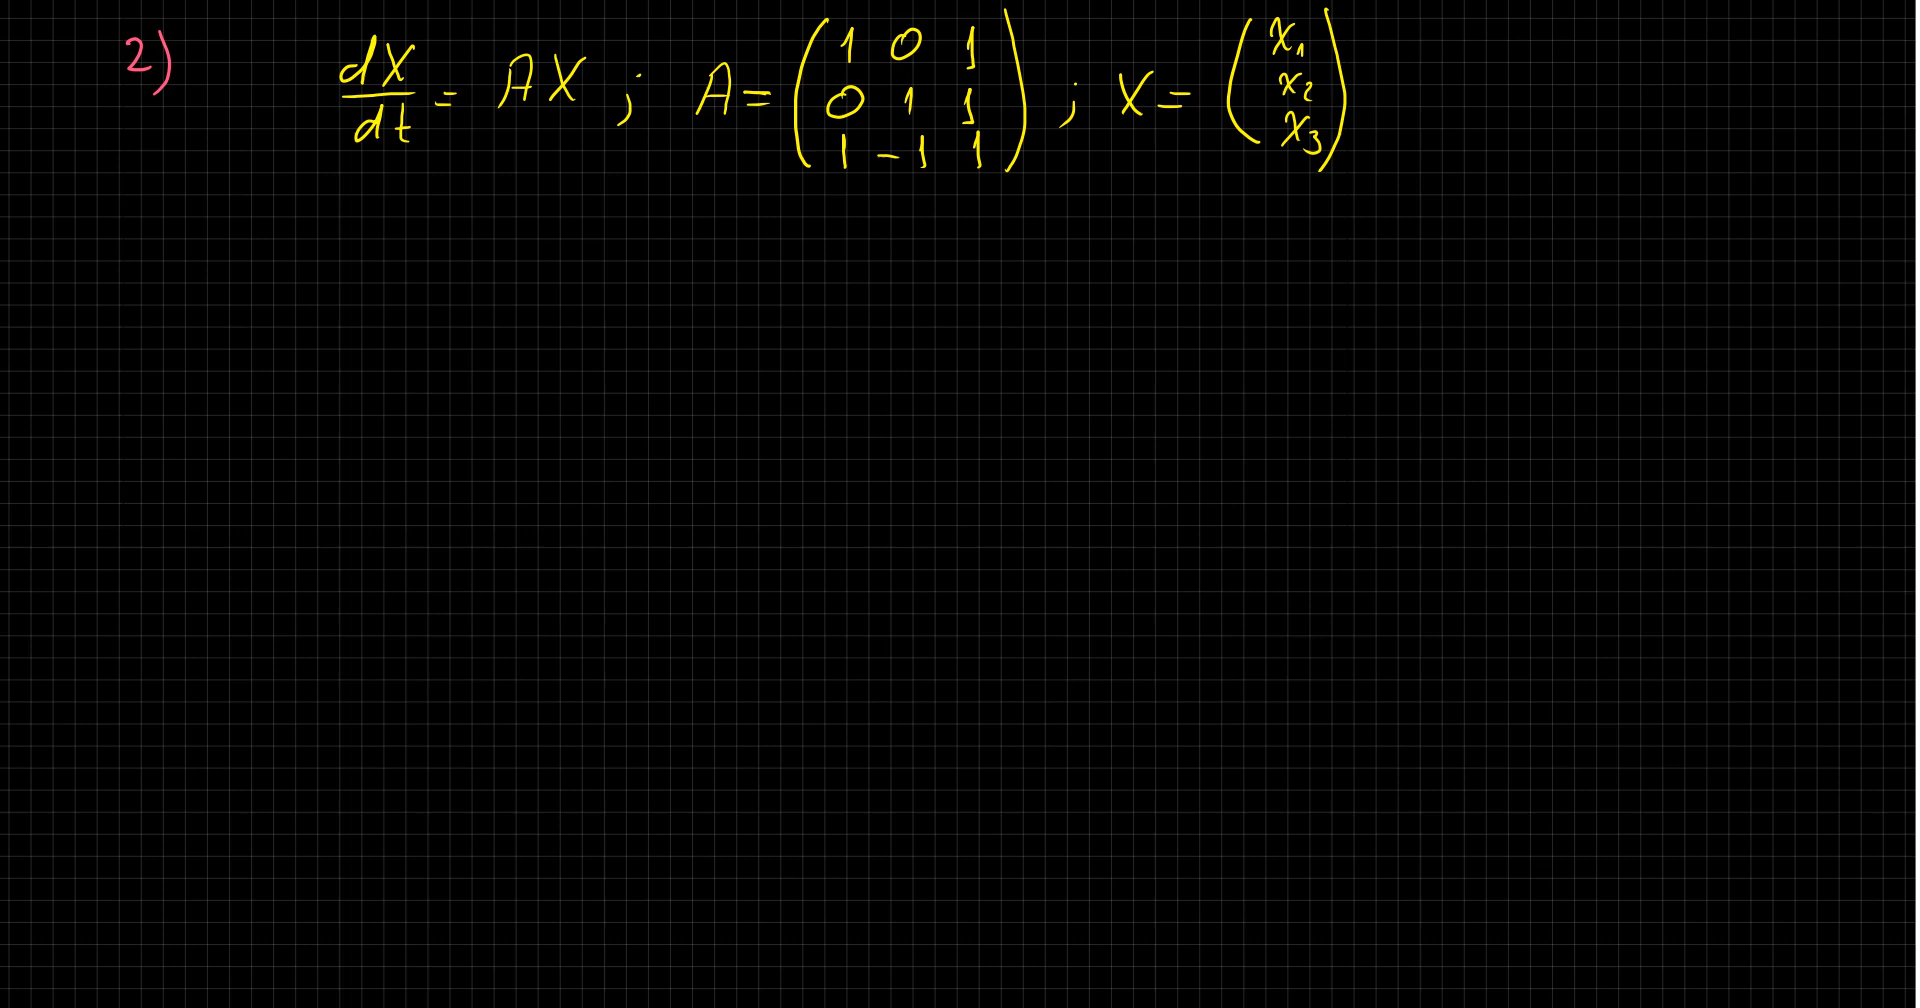 2) dX/dt = AX ; A = (1 0 1; 0 1 1; 1 -1 1) ; X = (x₁; x₂; x₃)